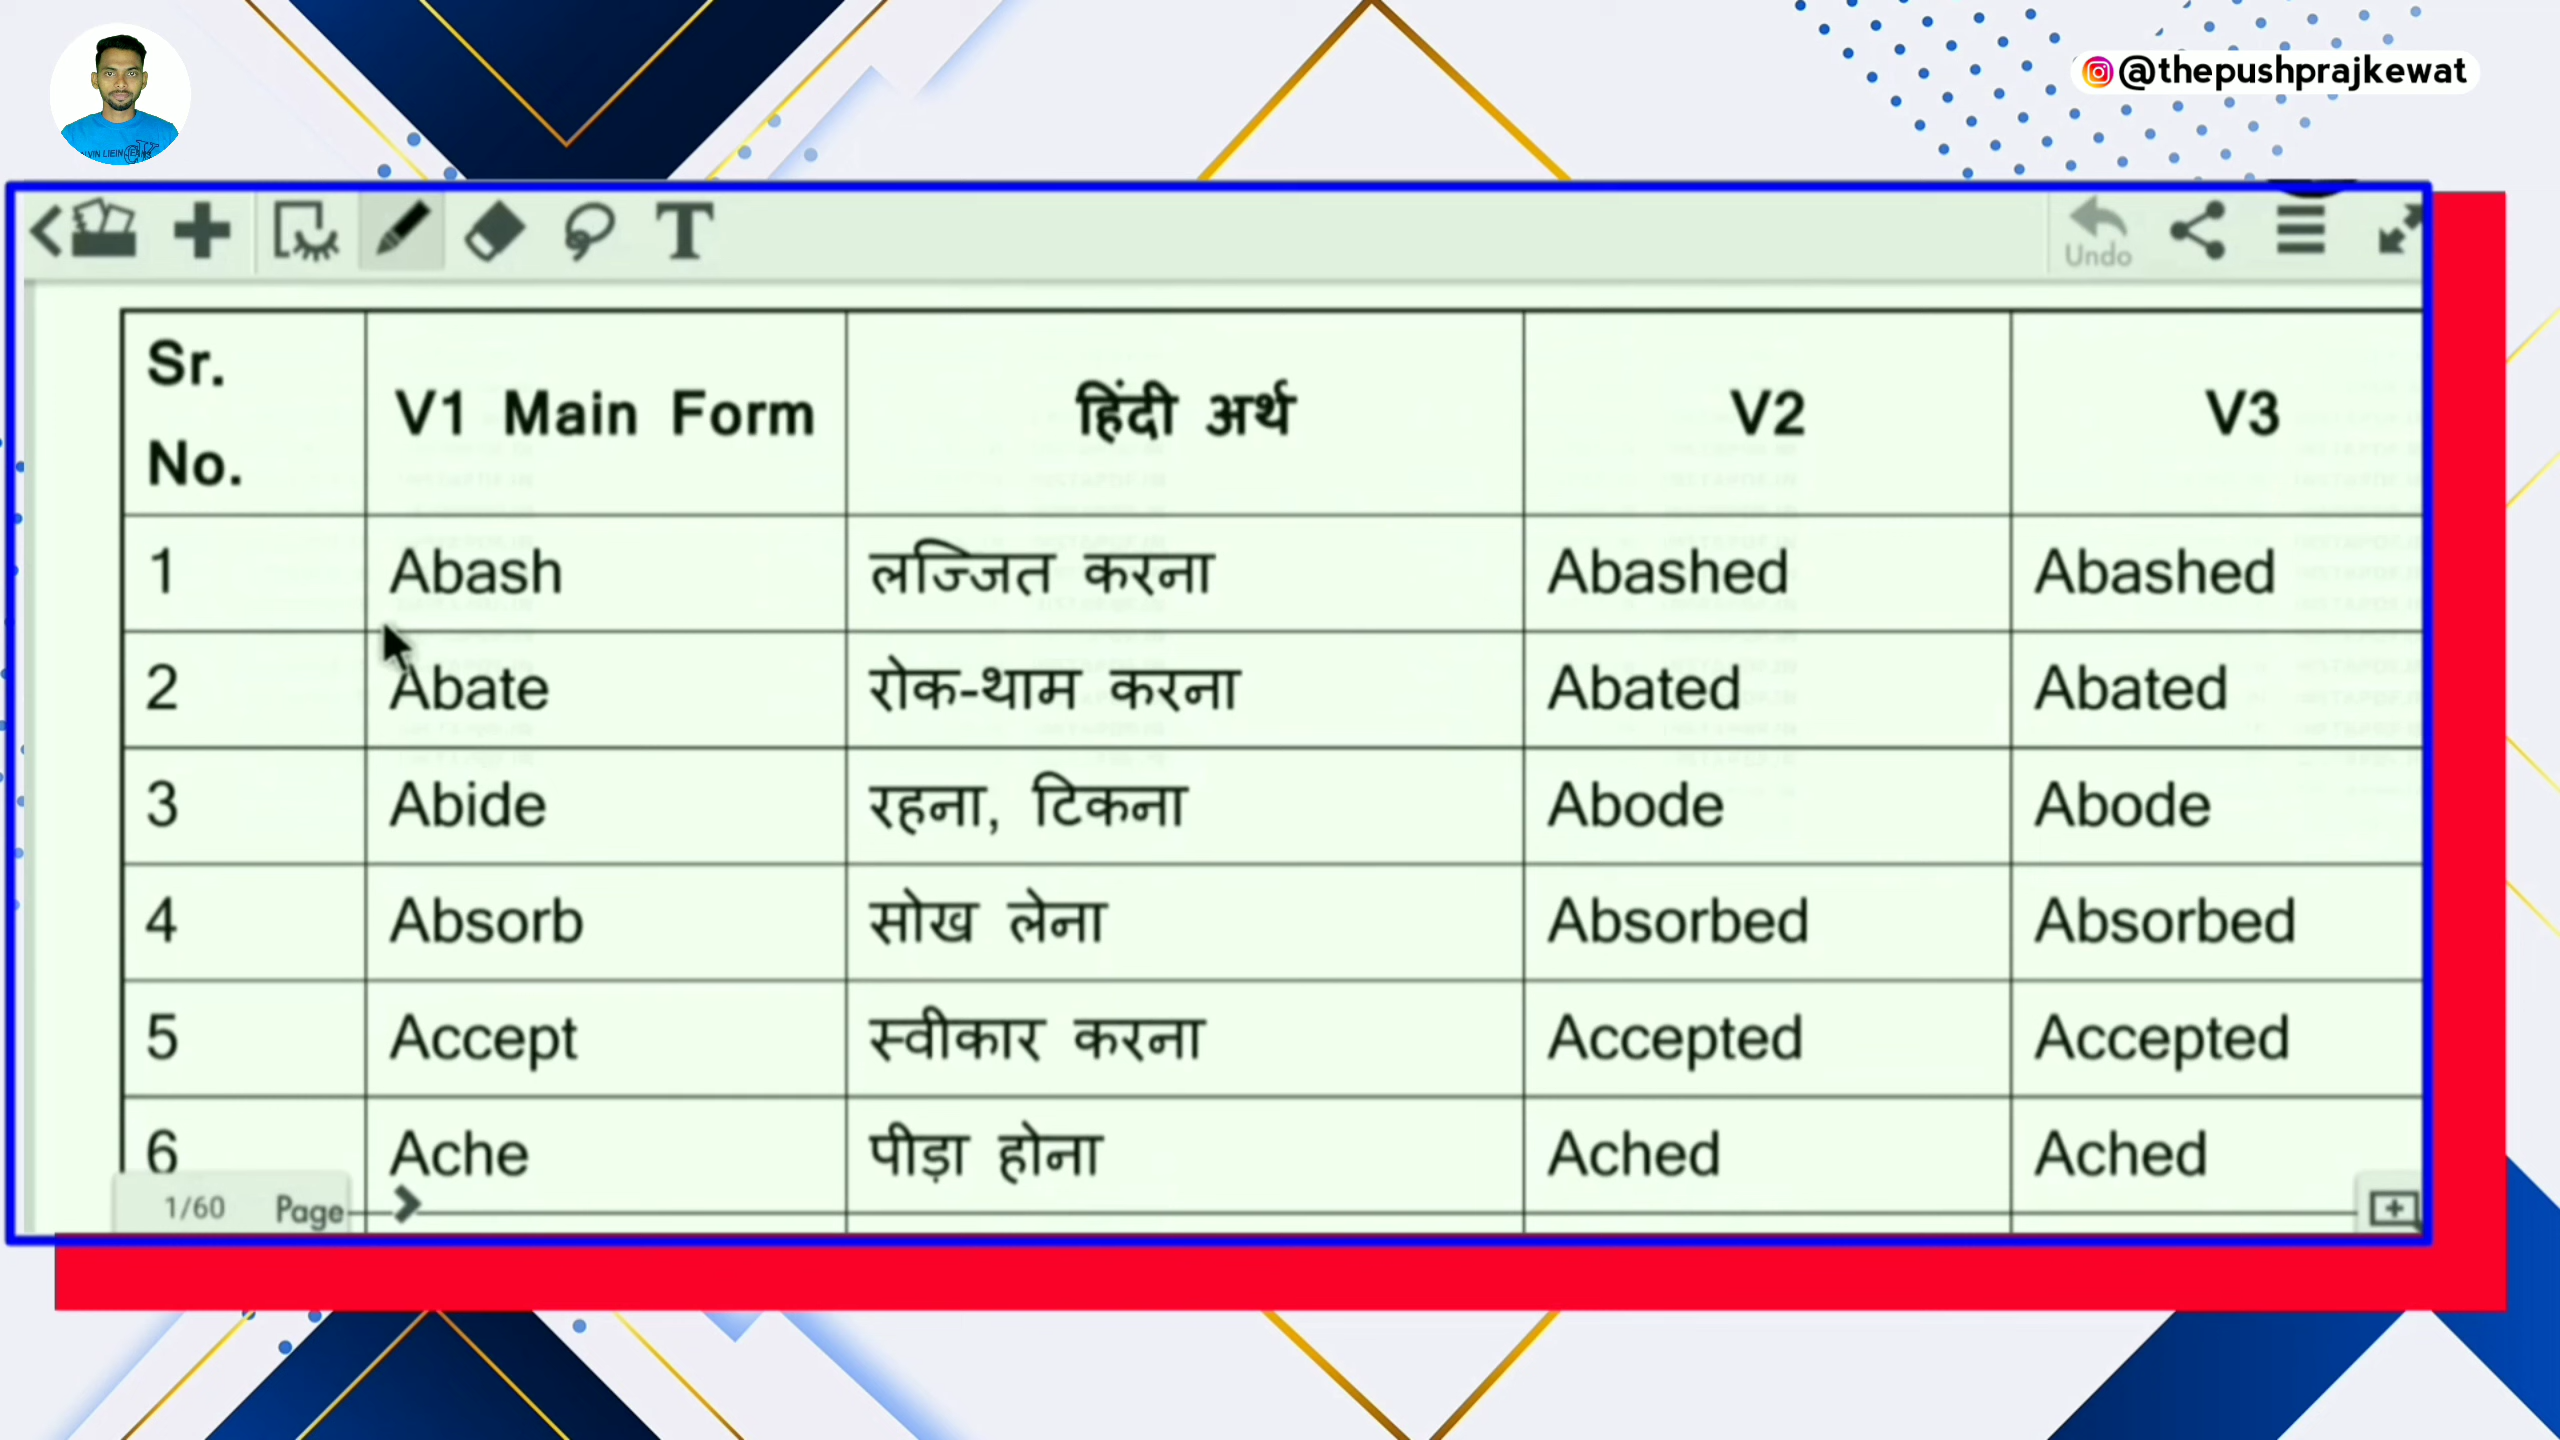 @thepushprajkewat
Undo
Sr. No. V1 Main Form हिंदी अर्थ V2 V3
1 Abash लज्जित करना Abashed Abashed
2 Abate रोक-थाम करना Abated Abated
3 Abide रहना, टिकना Abode Abode
4 Absorb सोख लेना Absorbed Absorbed
5 Accept स्वीकार करना Accepted Accepted
6 Ache पीड़ा होना Ached Ached
1/60 Page